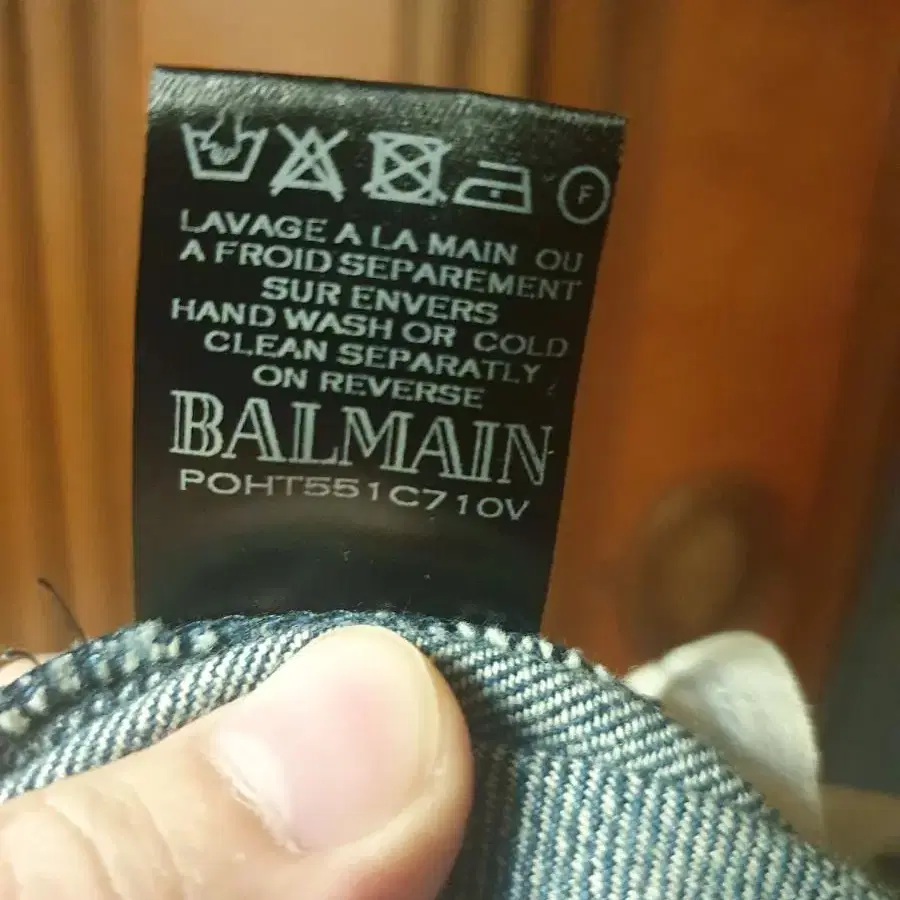 F
LAVAGE A LA MAIN OU
A FROID SEPAREMENT
SUR ENVERS
HAND WASH OR COLD
CLEAN SEPARATLY
ON REVERSE
BALMAIN
POHT551C710V